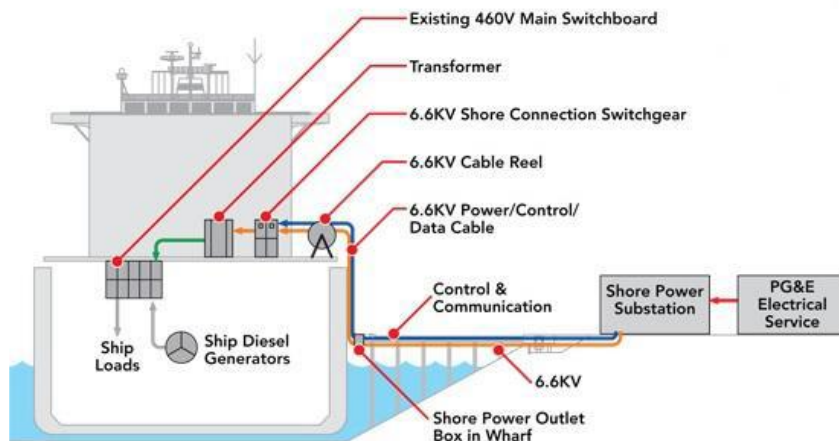 Existing 460V Main Switchboard
Transformer
6.6KV Shore Connection Switchgear
6.6KV Cable Reel
6.6KV Power/Control/
Data Cable
Control &
Communication
Shore Power
Substation
PG&E
Electrical
Service
Ship
Loads
Ship Diesel
Generators
6.6KV
Shore Power Outlet
Box in Wharf